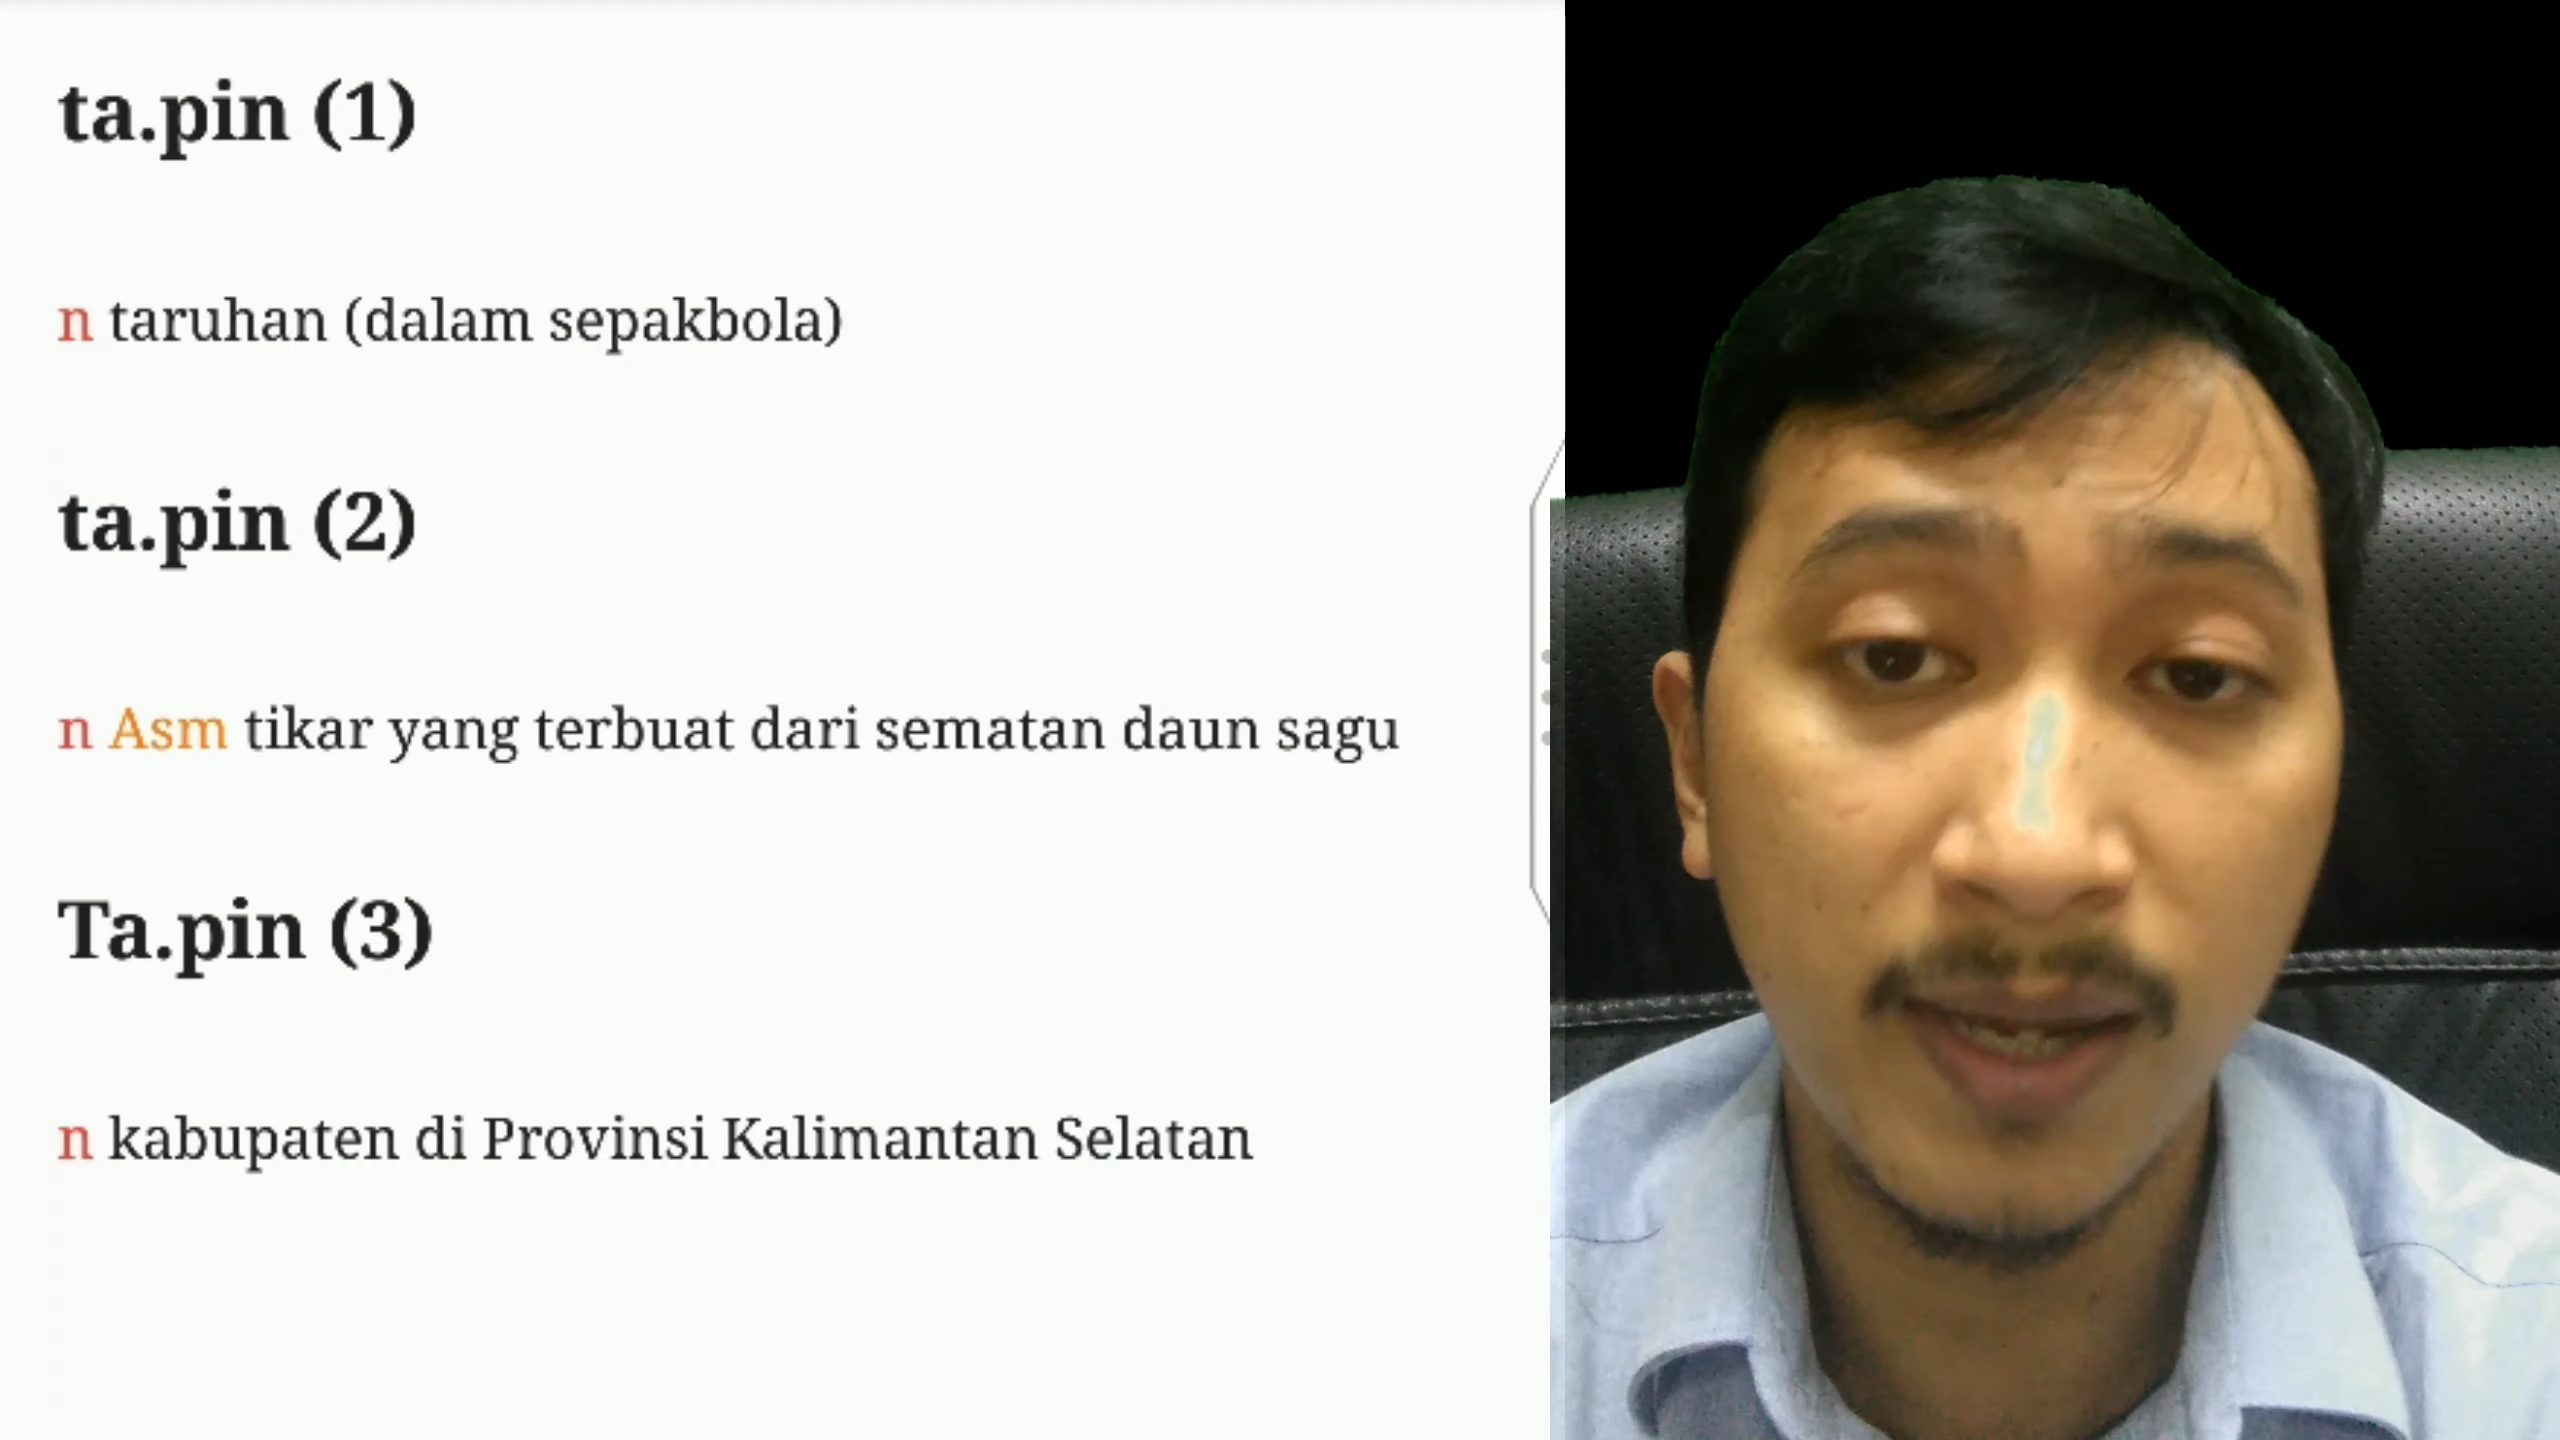 ta.pin (1)
n taruhan (dalam sepakbola)
ta.pin (2)
n Asm tikar yang terbuat dari sematan daun sagu
Ta.pin (3)
n kabupaten di Provinsi Kalimantan Selatan